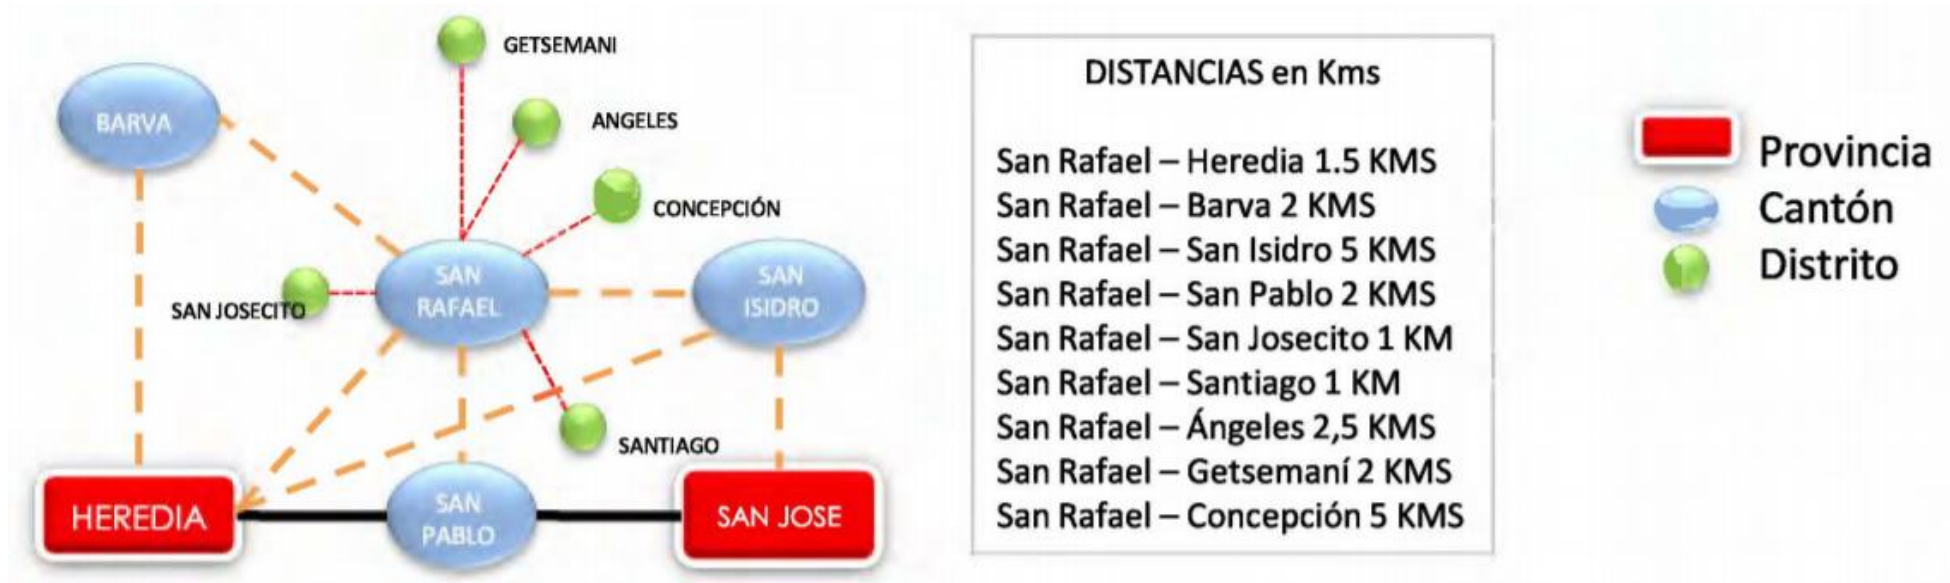 GETSEMANI
BARVA
ANGELES
CONCEPCIÓN
SAN
RAFAEL
SAN
ISIDRO
SAN JOSECITO
SANTIAGO
HEREDIA
SAN
PABLO
SAN JOSE
DISTANCIAS en Kms
San Rafael – Heredia 1.5 KMS
San Rafael – Barva 2 KMS
San Rafael – San Isidro 5 KMS
San Rafael – San Pablo 2 KMS
San Rafael – San Josecito 1 KM
San Rafael – Santiago 1 KM
San Rafael – Ángeles 2,5 KMS
San Rafael – Getsemaní 2 KMS
San Rafael – Concepción 5 KMS
Provincia
Cantón
Distrito